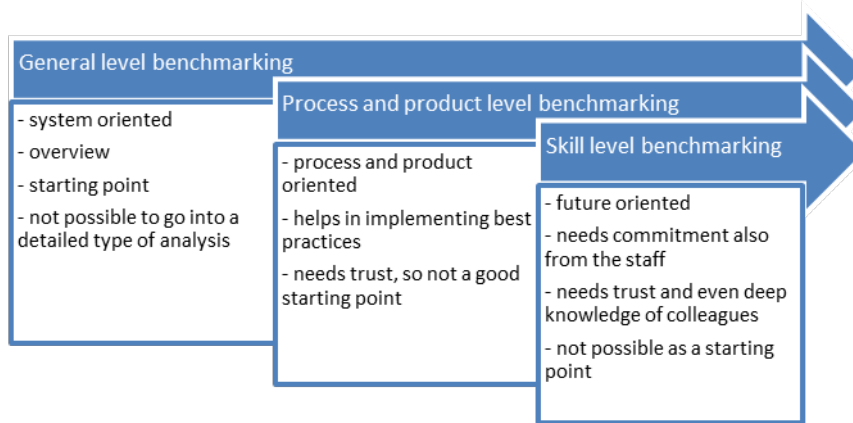 General level benchmarking
- system oriented
- overview
- starting point
- not possible to go into a
detailed type of analysis
Process and product level benchmarking
- process and product
oriented
- helps in implementing best
practices
- needs trust, so not a good
starting point
Skill level benchmarking
- future oriented
- needs commitment also
from the staff
- needs trust and even deep
knowledge of colleagues
- not possible as a starting
point